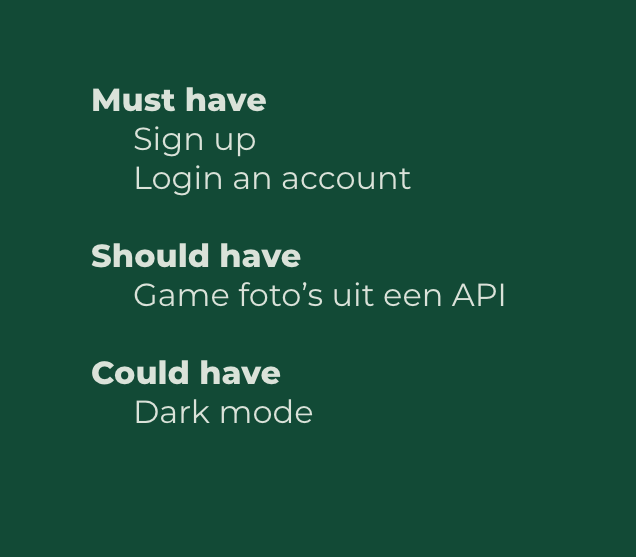 Must have
Sign up
Login an account
Should have
Game foto’s uit een API
Could have
Dark mode